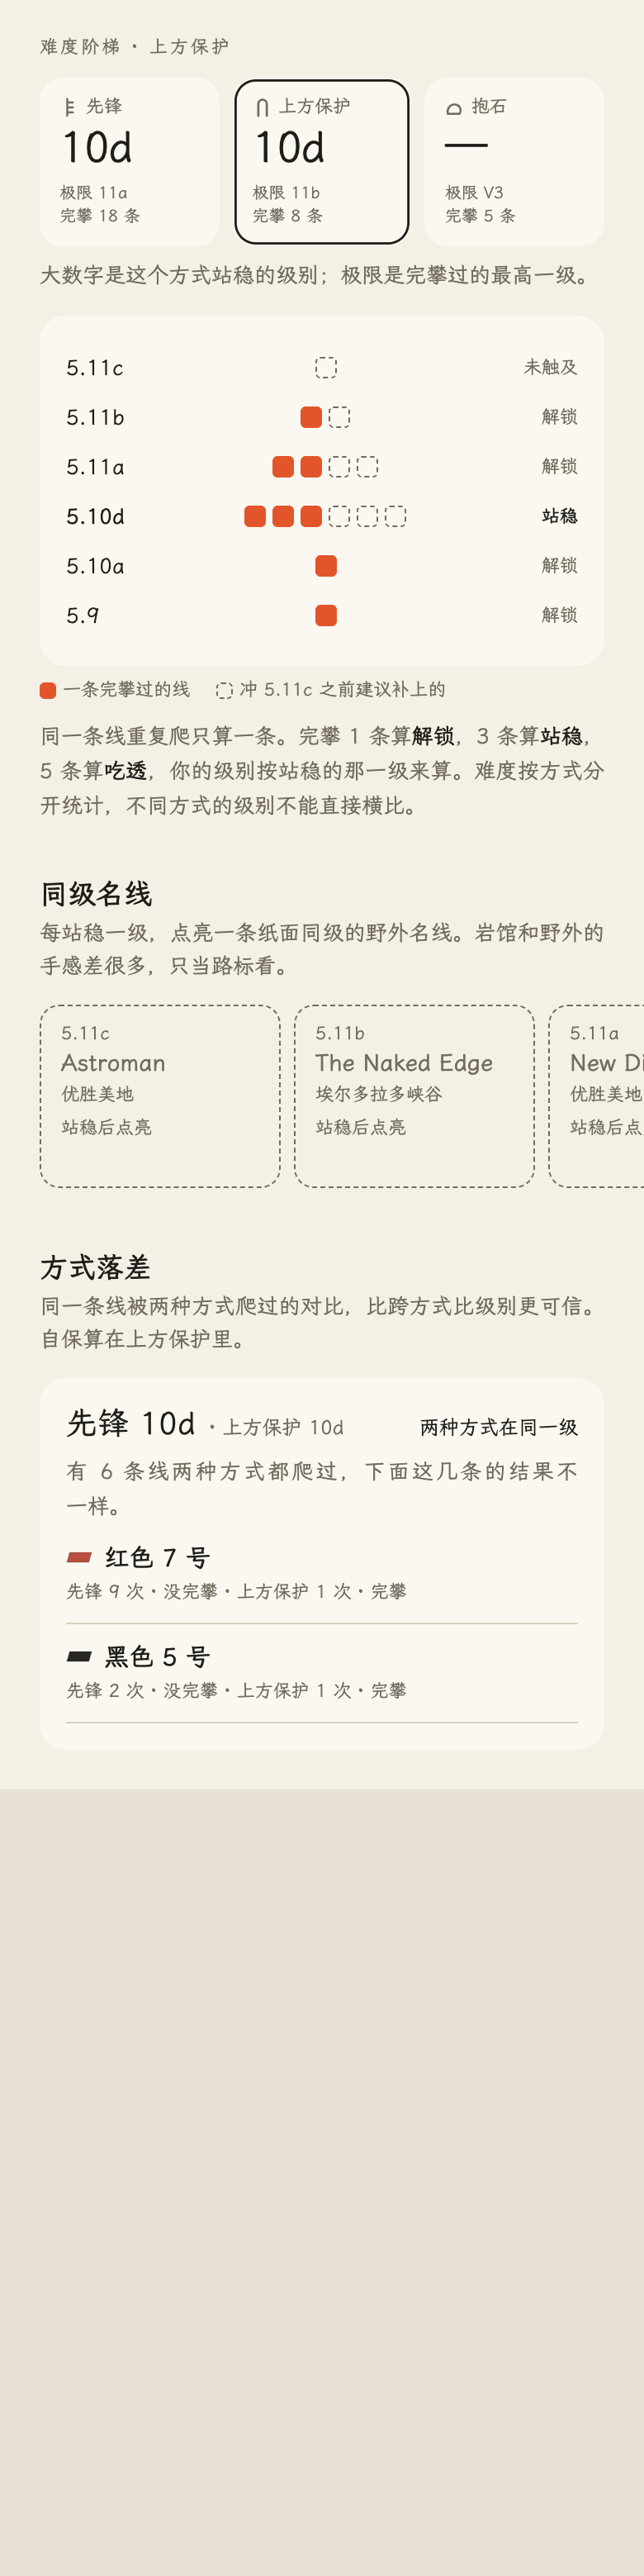 难度阶梯 · 上方保护
先锋
10d
极限 11a
完攀 18 条
上方保护
10d
极限 11b
完攀 8 条
抱石
—
极限 V3
完攀 5 条
大数字是这个方式站稳的级别；极限是完攀过的最高一级。
5.11c 未触及
5.11b 解锁
5.11a 解锁
5.10d 站稳
5.10a 解锁
5.9 解锁
一条完攀过的线 冲 5.11c 之前建议补上的
同一条线重复爬只算一条。完攀 1 条算解锁，3 条算站稳，
5 条算吃透，你的级别按站稳的那一级来算。难度按方式分
开统计，不同方式的级别不能直接横比。
同级名线
每站稳一级，点亮一条纸面同级的野外名线。岩馆和野外的
手感差很多，只当路标看。
5.11c
Astroman
优胜美地
站稳后点亮
5.11b
The Naked Edge
埃尔多拉多峡谷
站稳后点亮
5.11a
New Di
优胜美地
站稳后点
方式落差
同一条线被两种方式爬过的对比，比跨方式比级别更可信。
自保算在上方保护里。
先锋 10d · 上方保护 10d 两种方式在同一级
有 6 条线两种方式都爬过，下面这几条的结果不
一样。
红色 7 号
先锋 9 次 · 没完攀 · 上方保护 1 次 · 完攀
黑色 5 号
先锋 2 次 · 没完攀 · 上方保护 1 次 · 完攀